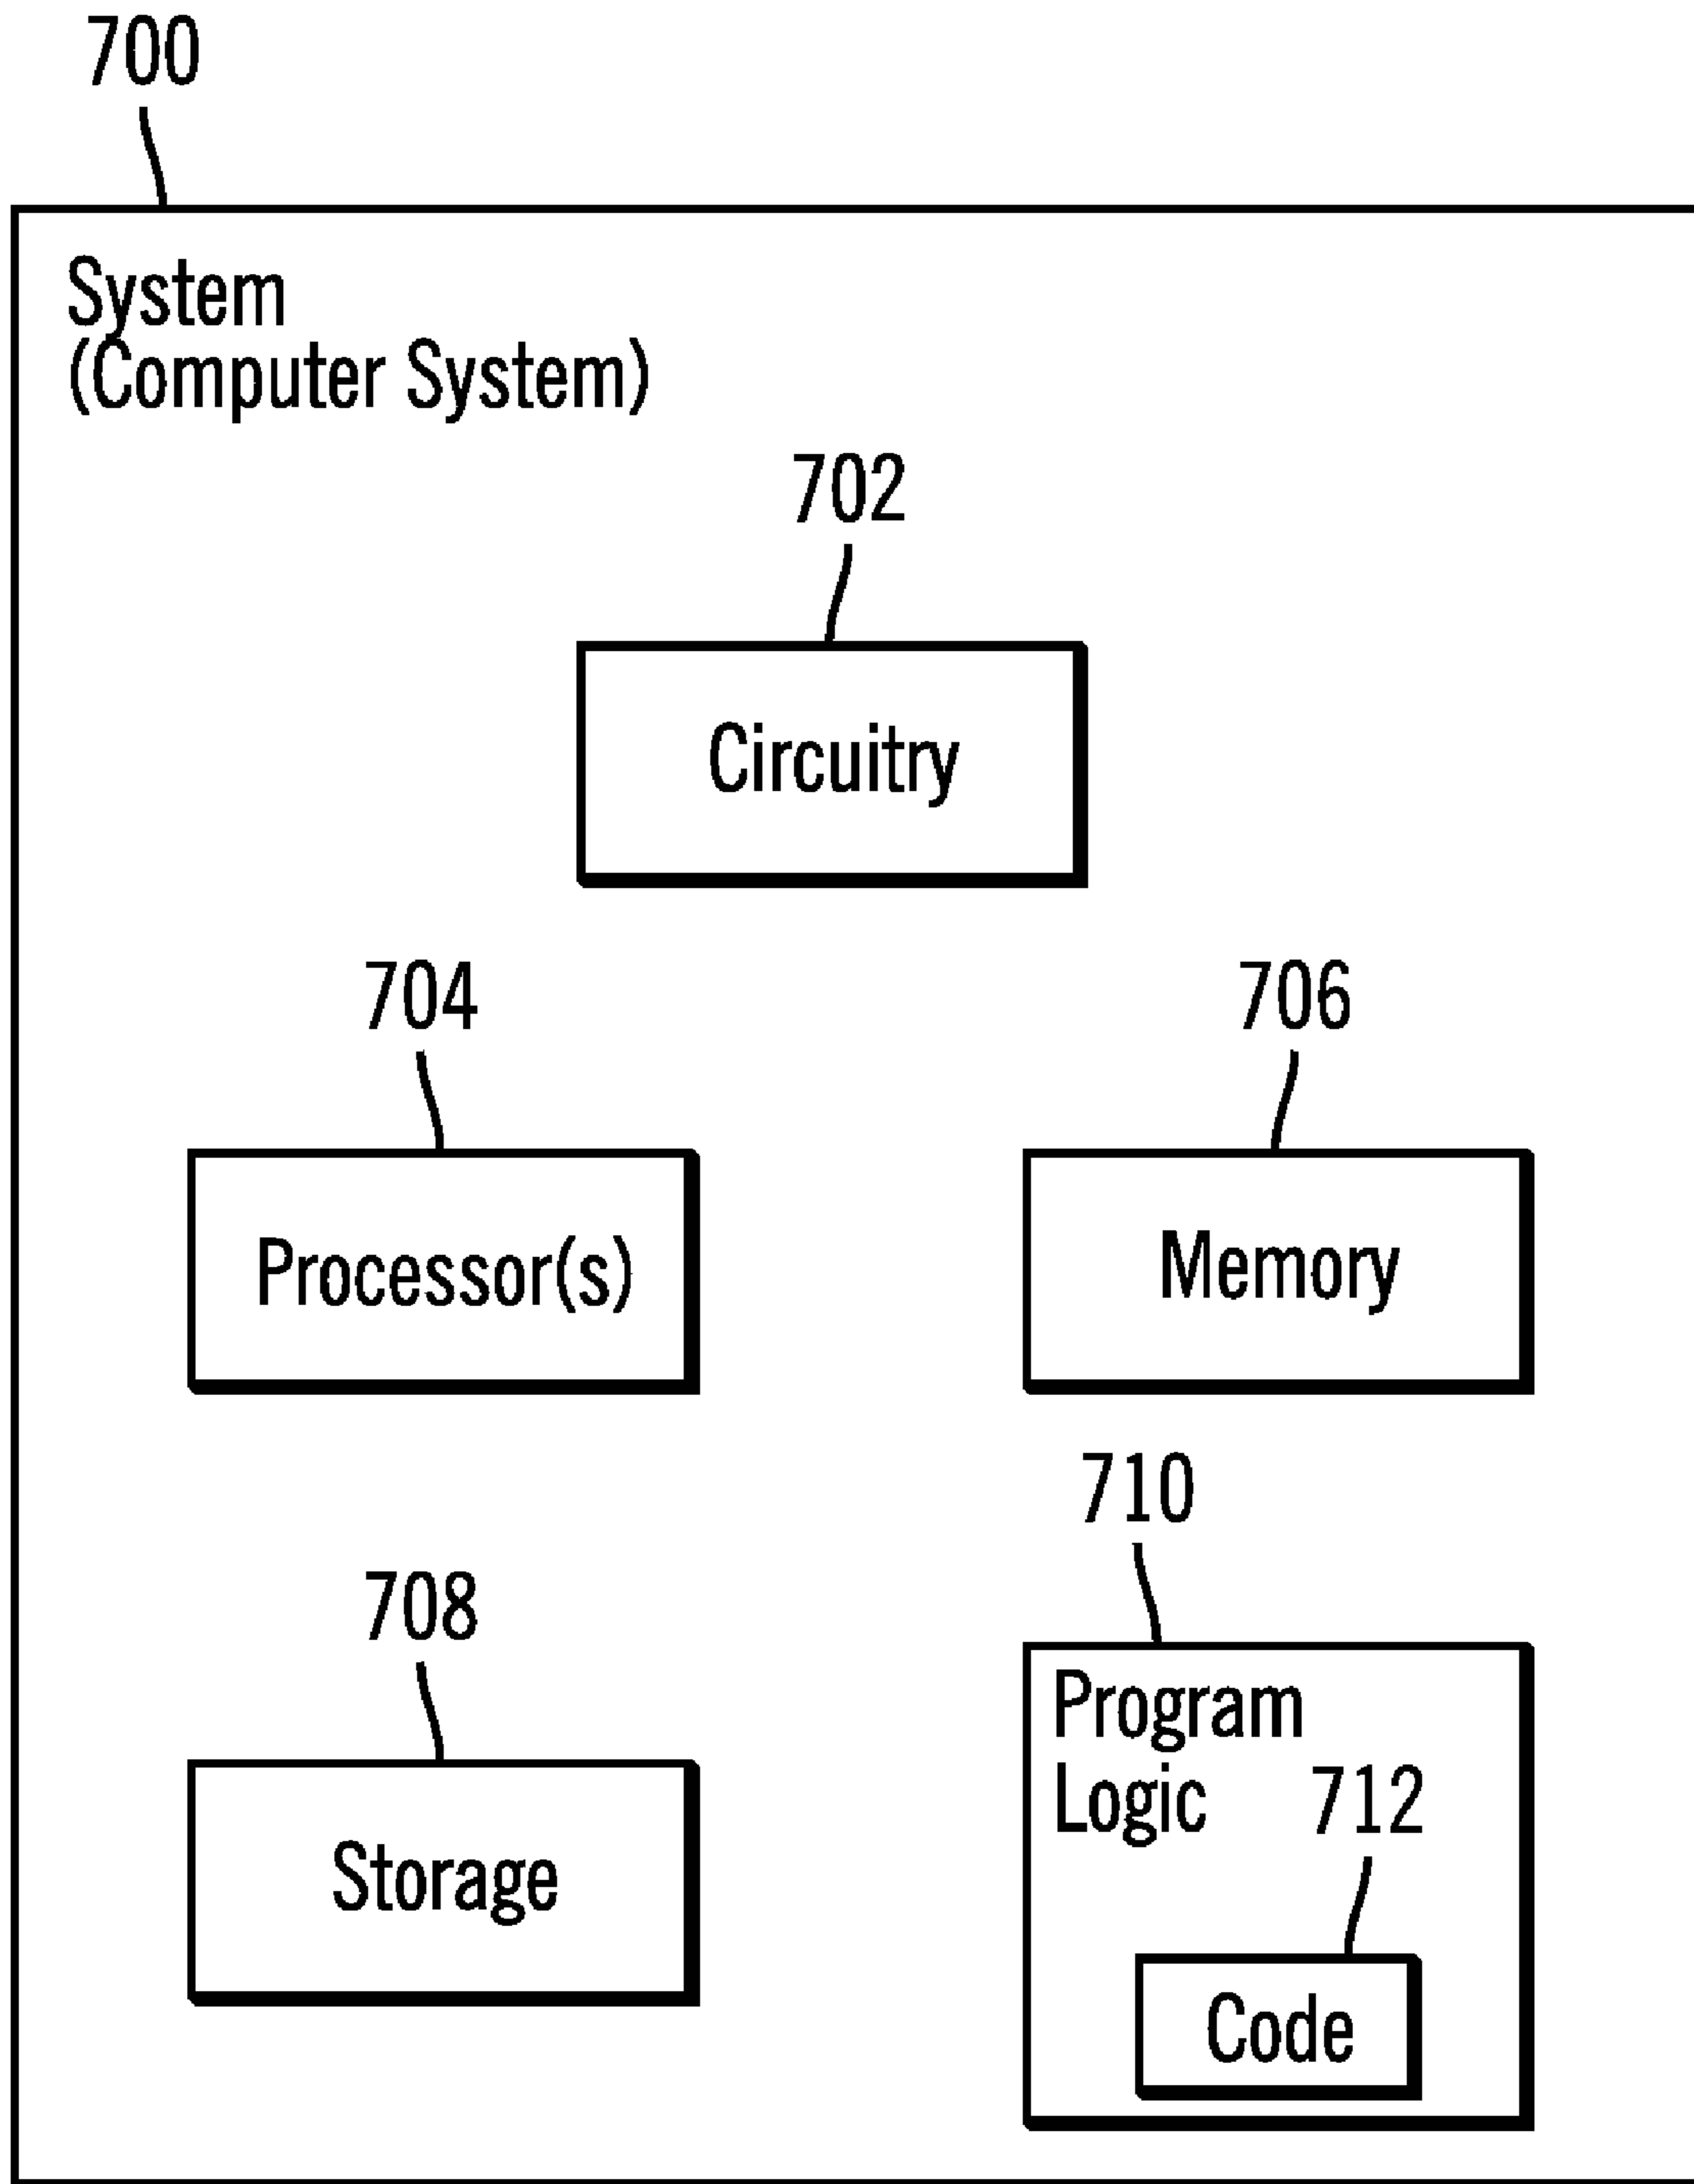 700
System
(Computer System)
702
Circuitry
704
706
Processor(s)
Memory
710
708
Program
Logic
712
Storage
Code